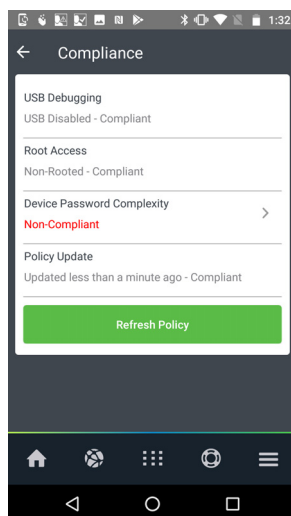 1:32
Compliance
USB Debugging
USB Disabled - Compliant
Root Access
Non-Rooted - Compliant
Device Password Complexity
Non-Compliant
Policy Update
Updated less than a minute ago - Compliant
Refresh Policy